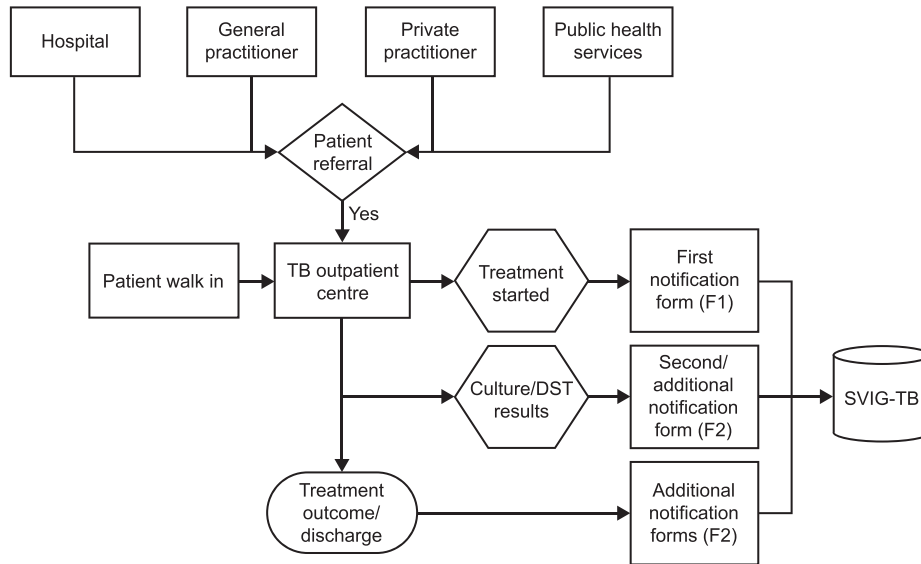 Hospital
General
practitioner
Private
practitioner
Public health
services
Patient
referral
Yes
Patient walk in
TB outpatient
centre
Treatment
started
First
notification
form (F1)
Culture/DST
results
Second/
additional
notification
form (F2)
SVIG-TB
Treatment
outcome/
discharge
Additional
notification
forms (F2)